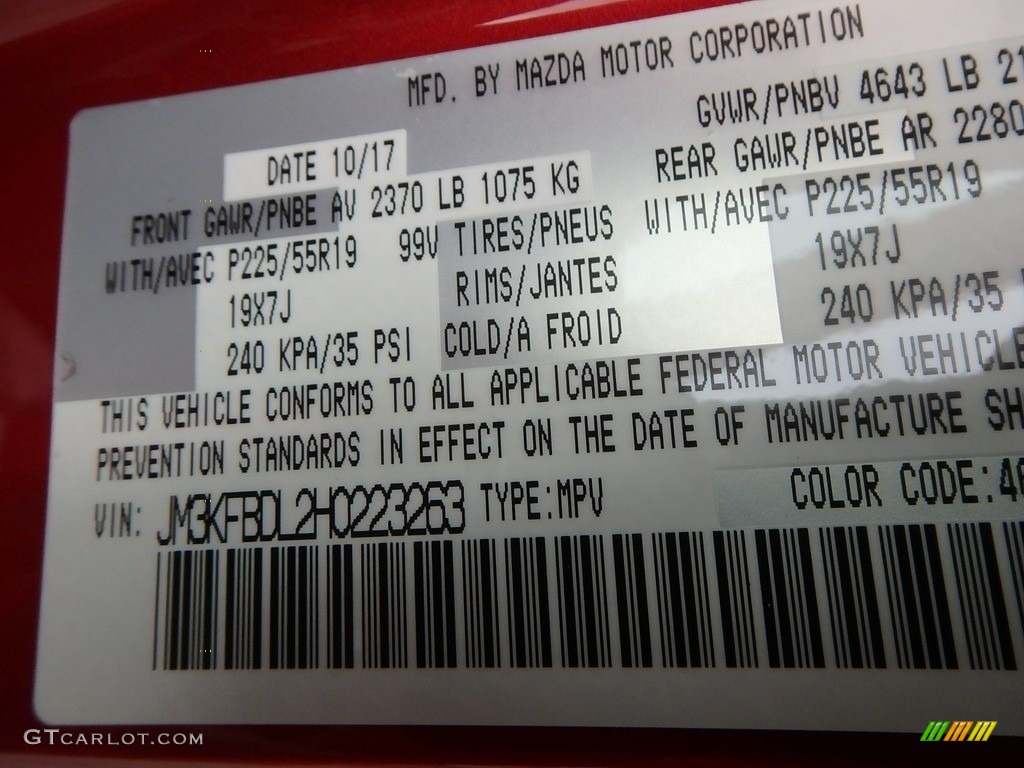 MFD. BY MAZDA MOTOR CORPORATION
GVWR/PNBV 4643 LB 21
DATE 10/17
FRONT GAWR/PNBE AV 2370 LB 1075 KG
REAR GAWR/PNBE AR 2280
WITH/AVEC P225/55R19 99V TIRES/PNEUS WITH/AVEC P225/55R19
19X7J RIMS/JANTES 19X7J
240 KPA/35 PSI COLD/A FROID 240 KPA/35
THIS VEHICLE CONFORMS TO ALL APPLICABLE FEDERAL MOTOR VEHICLE
PREVENTION STANDARDS IN EFFECT ON THE DATE OF MANUFACTURE SH
VIN: JM3KFBDL2H0223263 TYPE:MPV COLOR CODE:46
GTCARLOT.COM